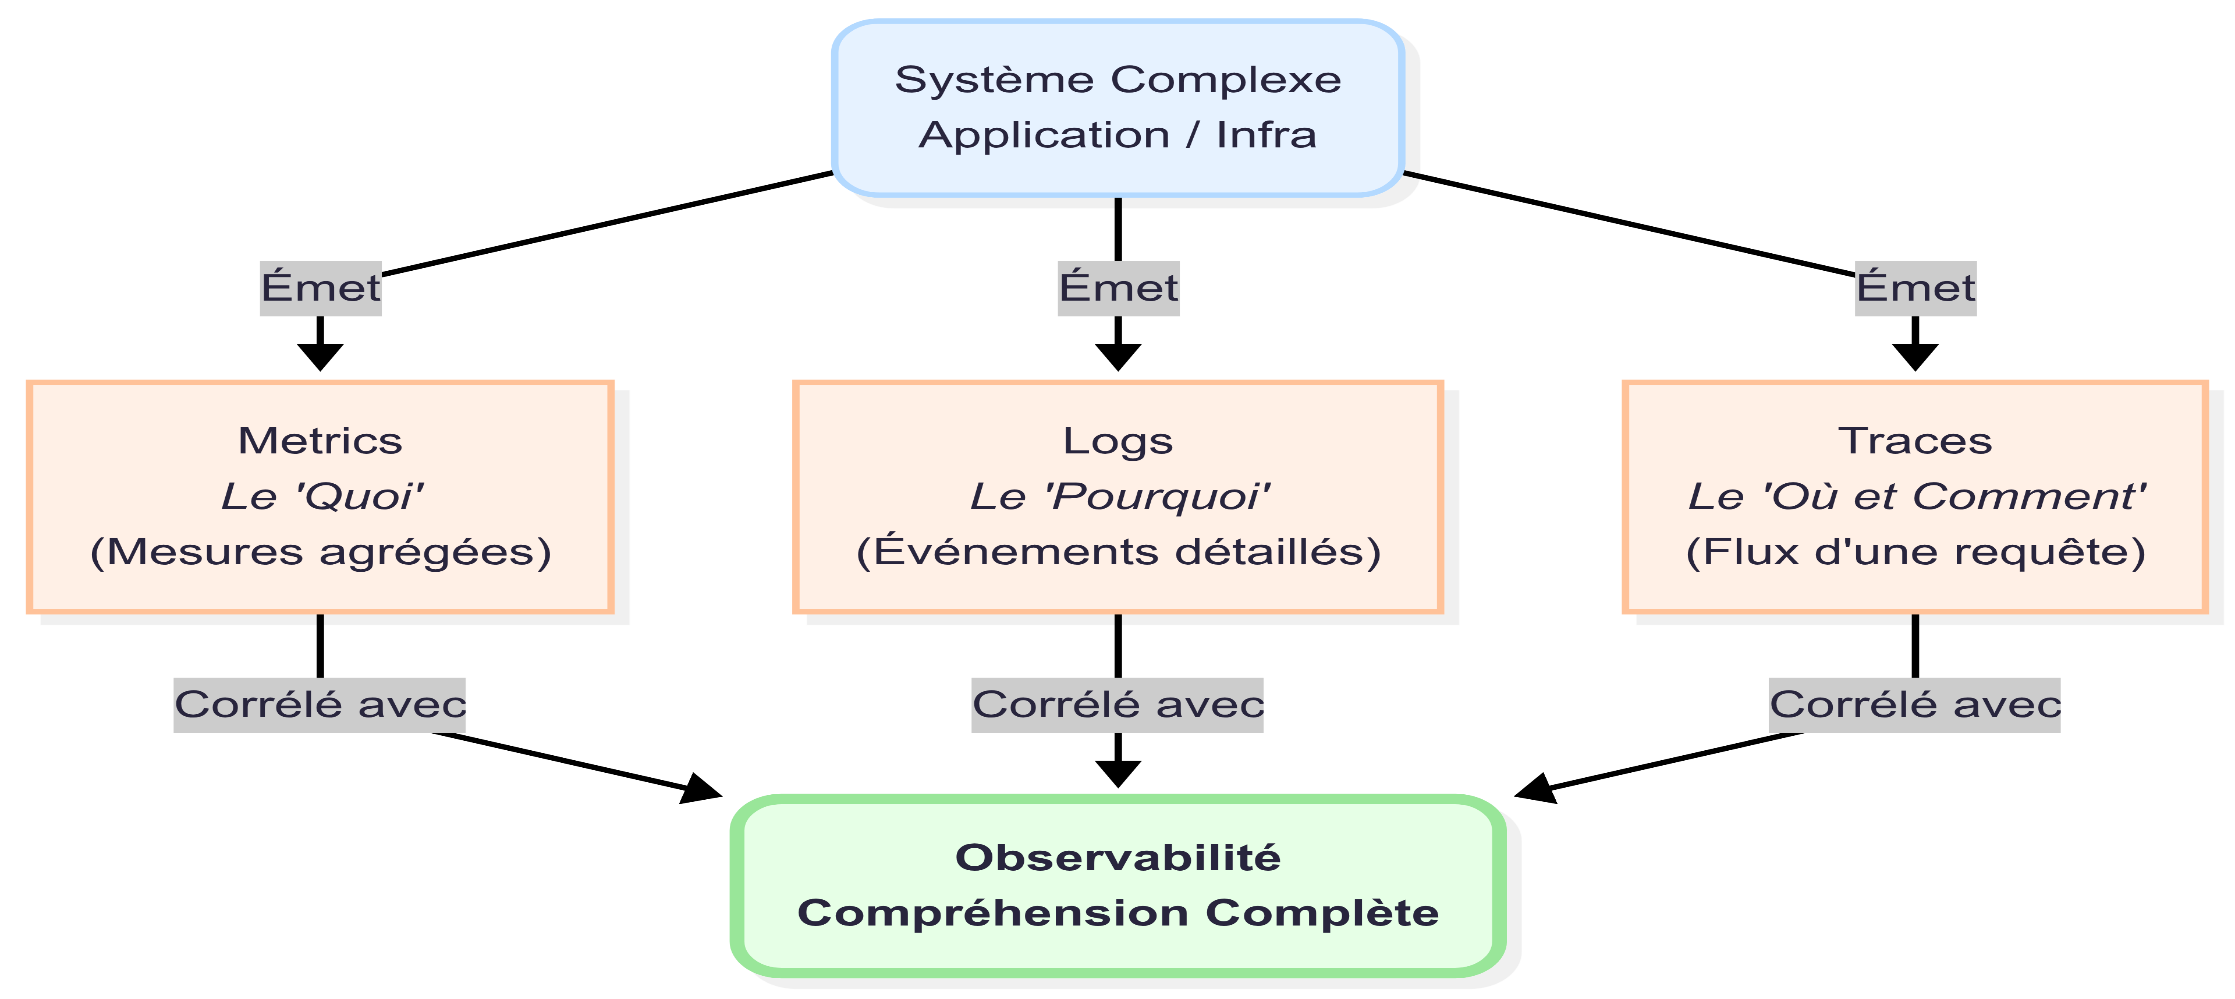 Système Complexe
Application / Infra
Émet
Émet
Émet
Metrics
Le 'Quoi'
(Mesures agrégées)
Logs
Le 'Pourquoi'
(Événements détaillés)
Traces
Le 'Où et Comment'
(Flux d'une requête)
Corrélé avec
Corrélé avec
Corrélé avec
Observabilité
Compréhension Complète